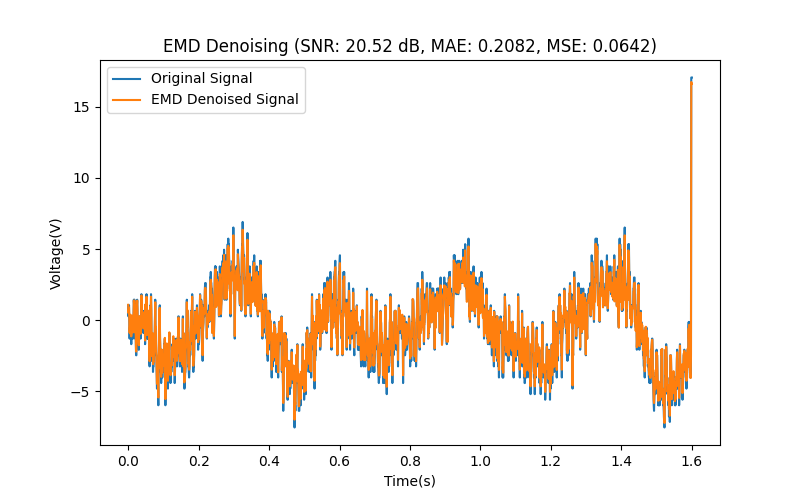 EMD Denoising (SNR: 20.52 dB, MAE: 0.2082, MSE: 0.0642)
Original Signal
EMD Denoised Signal
Voltage(V)
15
10
5
0
−5
0.0 0.2 0.4 0.6 0.8 1.0 1.2 1.4 1.6
Time(s)